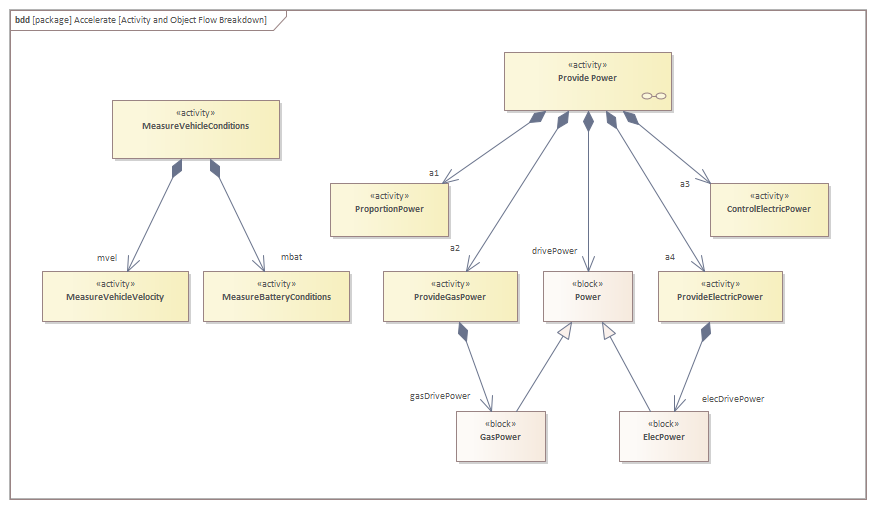 bdd [package] Accelerate [Activity and Object Flow Breakdown]
«activity»
Provide Power
«activity»
MeasureVehicleConditions
a1
a3
«activity»
ProportionPower
«activity»
ControlElectricPower
mvel
mbat
a2
drivePower
a4
«activity»
MeasureVehicleVelocity
«activity»
MeasureBatteryConditions
«activity»
ProvideGasPower
«block»
Power
«activity»
ProvideElectricPower
gasDrivePower
elecDrivePower
«block»
GasPower
«block»
ElecPower